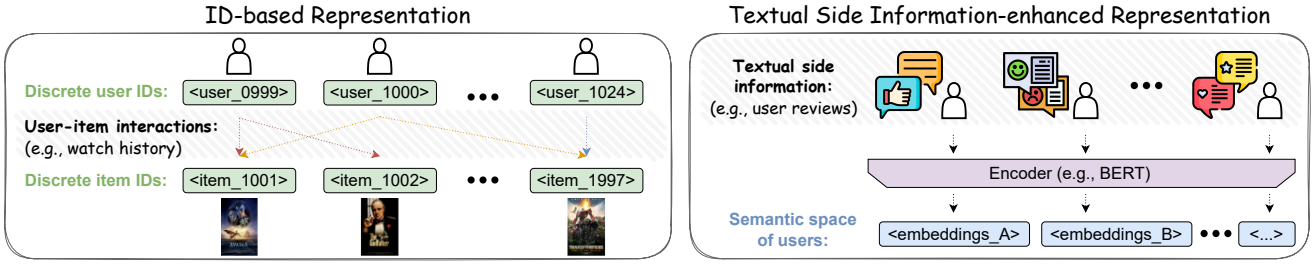 ID-based Representation
Discrete user IDs:
<user_0999>
<user_1000>
<user_1024>
User-item interactions:
(e.g., watch history)
Discrete item IDs:
<item_1001>
<item_1002>
<item_1997>
Textual Side Information-enhanced Representation
Textual side
information:
(e.g., user reviews)
Encoder (e.g., BERT)
Semantic space
of users:
<embeddings_A>
<embeddings_B>
<...>